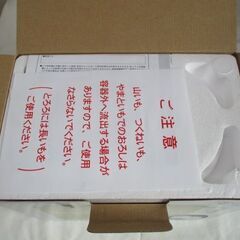 ご注意
山いも、つくねいも、
やまといもでのおろしは
容器外へ流出する場合が
ありますので、ご使用
なさらないでください。
（とろろには長いもを
ご使用ください。）